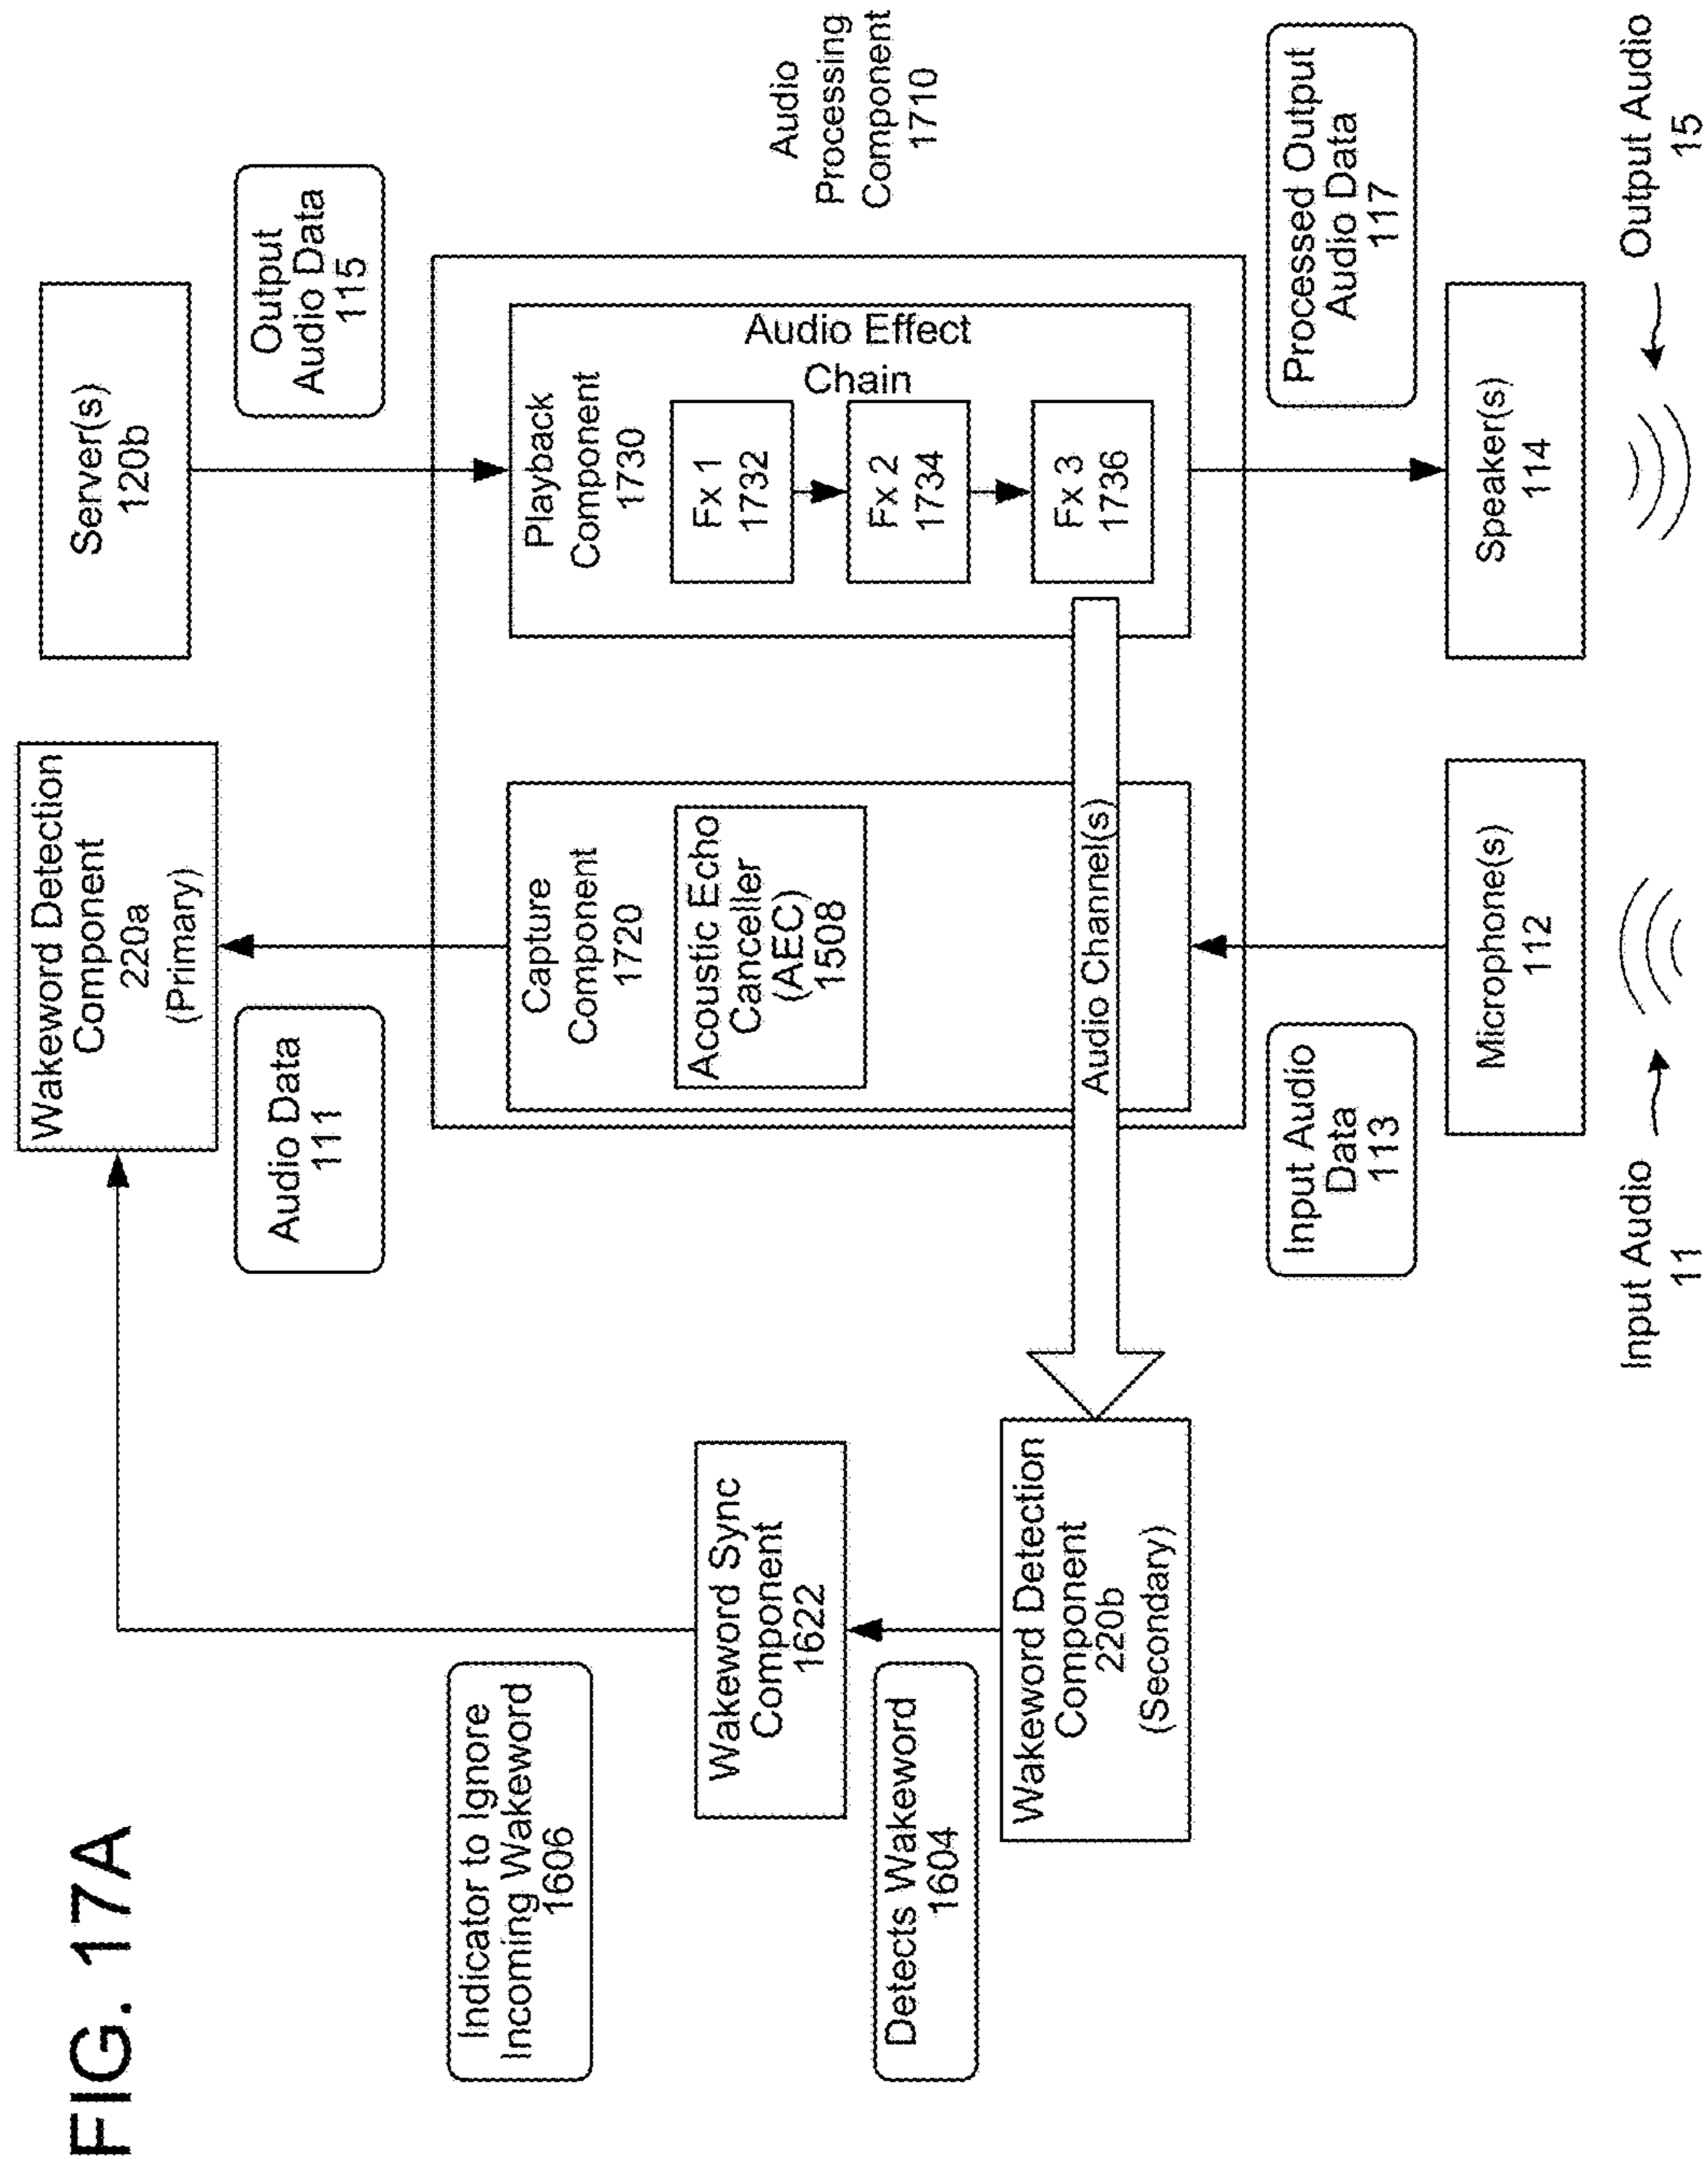 FIG. 17A
Wakeword Detection
Component
220a
(Primary)
Server(s)
120b
Audio Data
111
Output
Audio Data
115
Indicator to Ignore
Incoming Wakeword
1606
Capture
Component
1720
Playback
Component
1730
Audio Effect
Chain
Acoustic Echo
Canceller
(AEC)
1508
Fx 1
1732
Fx 2
1734
Fx 3
1736
Audio
Processing
Component
1710
Wakeword Sync
Component
1622
Detects Wakeword
1604
Audio Channel(s)
Wakeword Detection
Component
220b
(Secondary)
Input Audio
Data
113
Processed Output
Audio Data
117
Microphone(s)
112
Speaker(s)
114
Input Audio
11
Output Audio
15